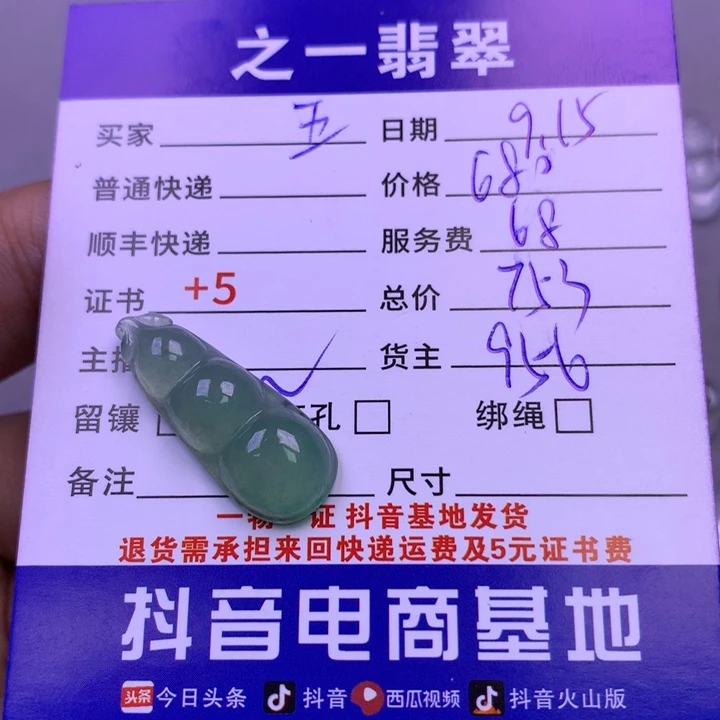 之一翡翠
买家 五 日期 9.15
普通快递 价格 680
顺丰快递 服务费 68
证书 +5 总价 753
主播 货主 956
留镶 孔 绑绳
备注 尺寸
一物一证 抖音基地发货
退货需承担来回快递运费及5元证书费
抖音电商基地
头条 今日头条 抖音 西瓜视频 抖音火山版